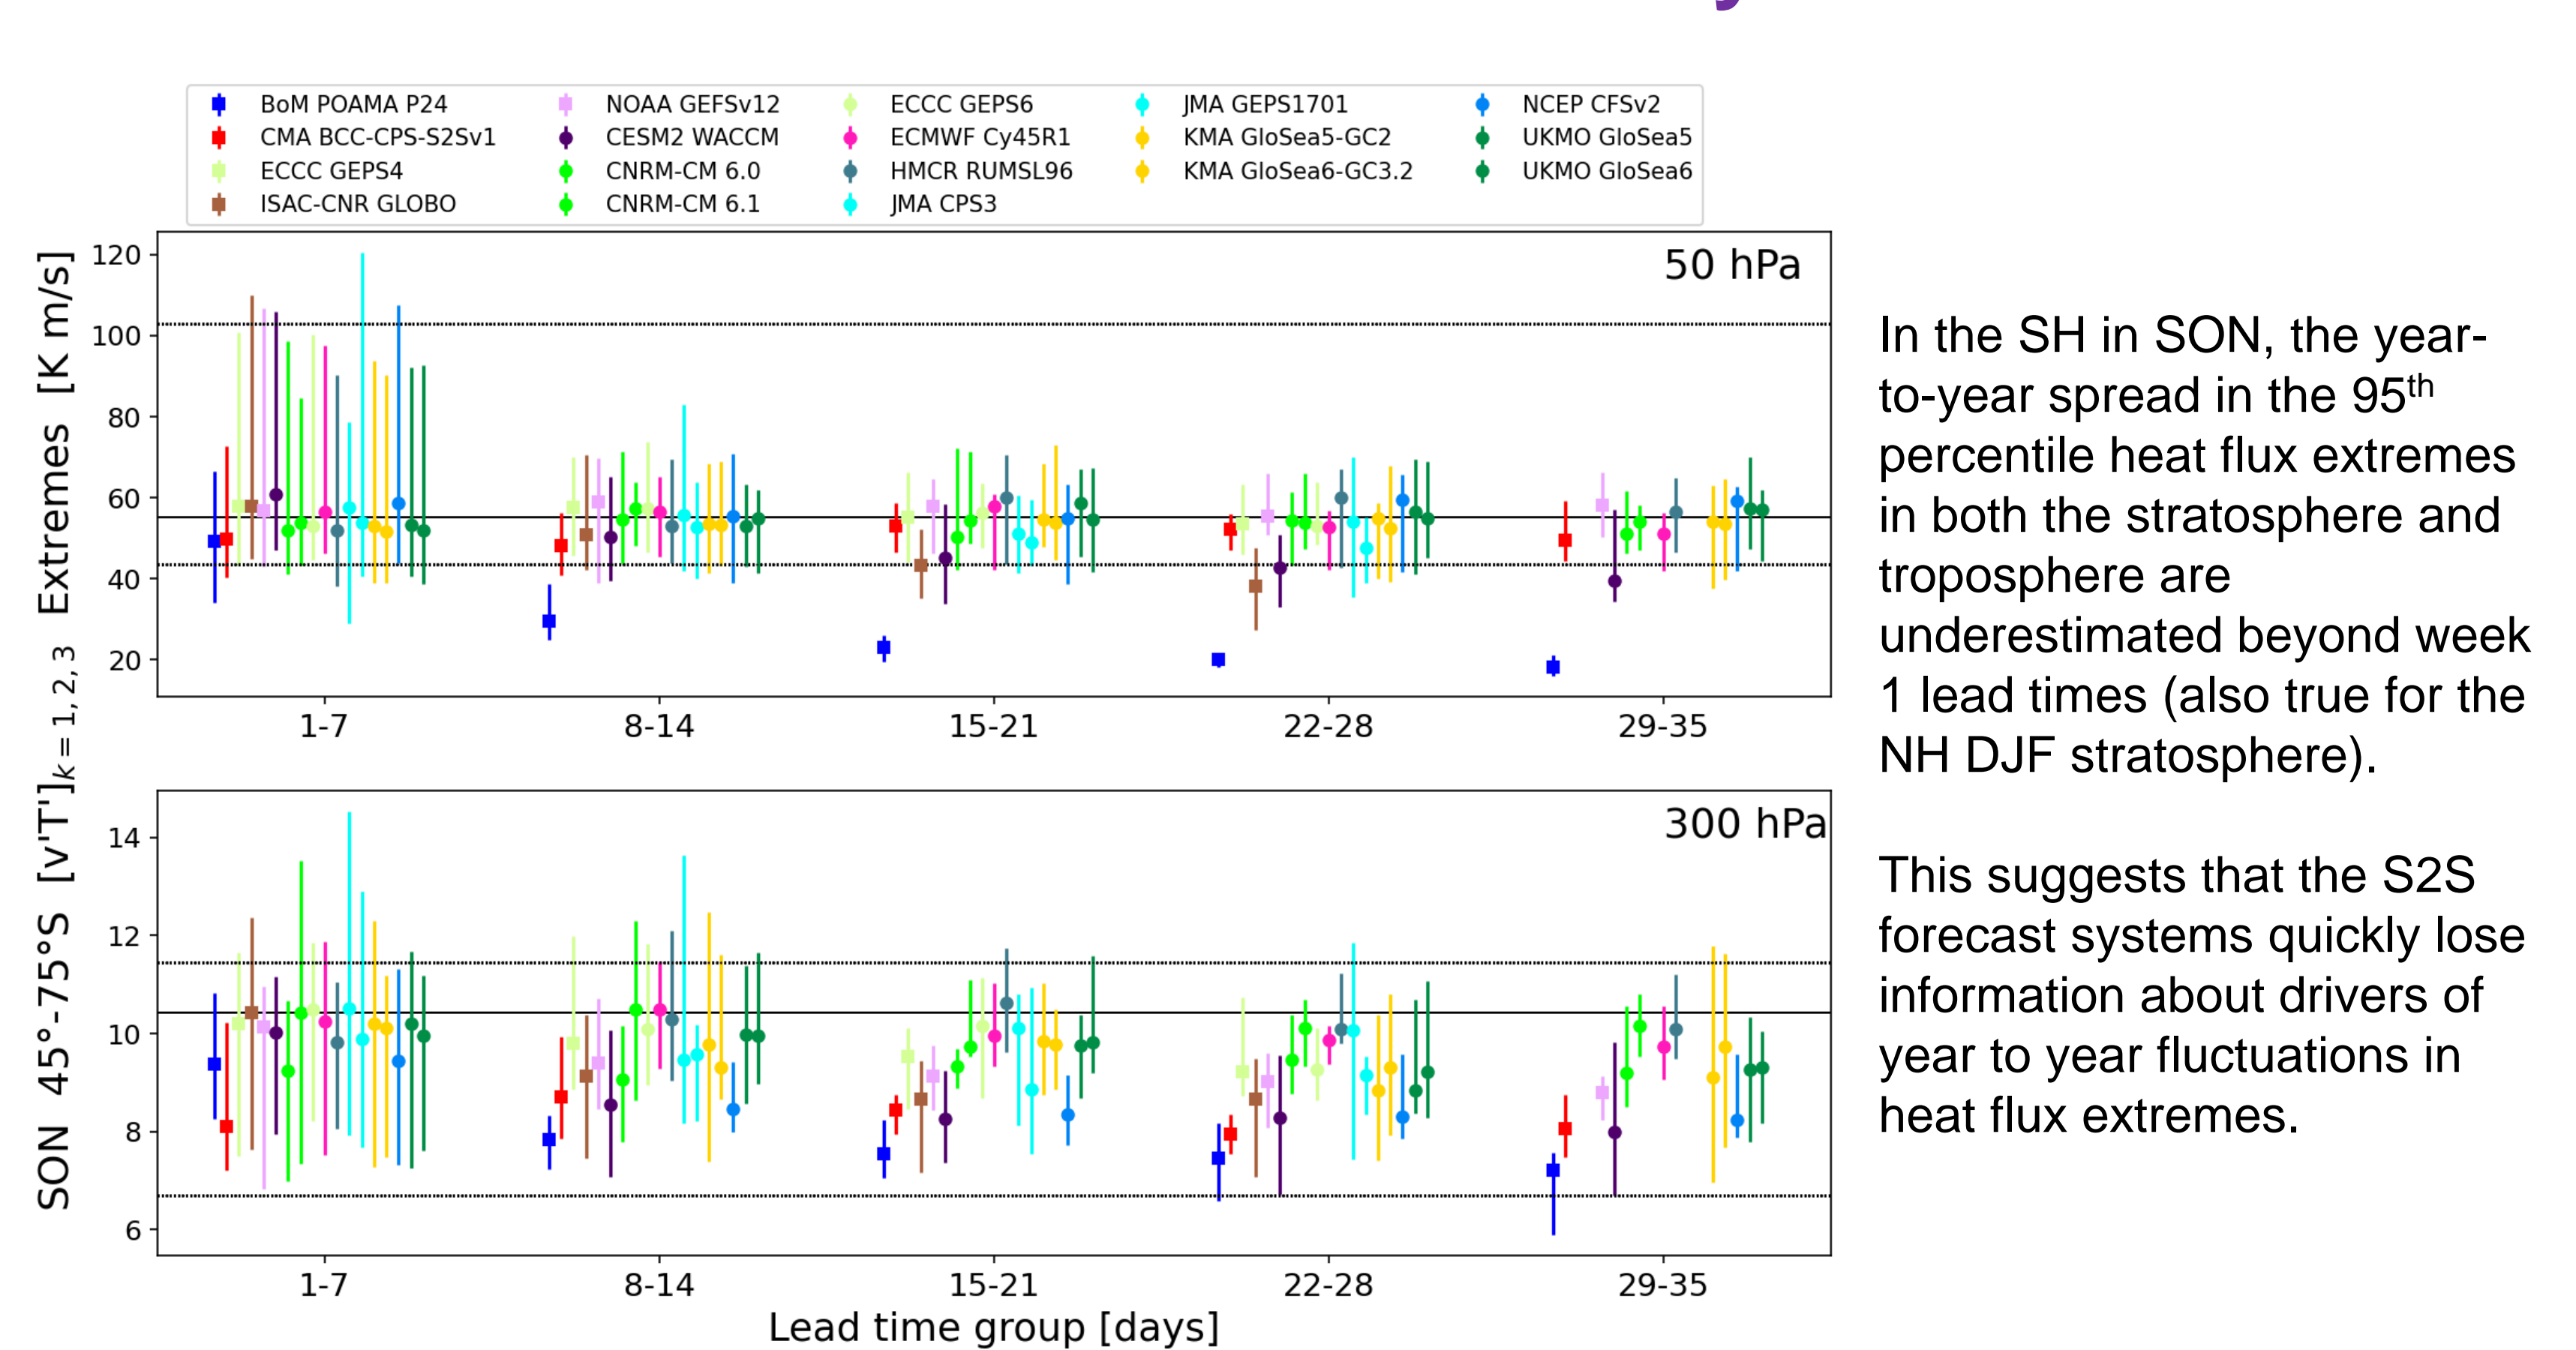 BoM POAMA P24
CMA BCC-CPS-S2Sv1
ECCC GEPS4
ISAC-CNR GLOBO
NOAA GEFSv12
CESM2 WACCM
CNRM-CM 6.0
CNRM-CM 6.1
ECCC GEPS6
ECMWF Cy45R1
HMCR RUMSL96
JMA CPS3
JMA GEPS1701
KMA GloSea5-GC2
KMA GloSea6-GC3.2
NCEP CFSv2
UKMO GloSea5
UKMO GloSea6
SON 45°-75°S [v'T']k = 1, 2, 3 Extremes [K m/s]
50 hPa
120
100
80
60
40
20
1-7 8-14 15-21 22-28 29-35
300 hPa
14
12
10
8
6
1-7 8-14 15-21 22-28 29-35
Lead time group [days]
In the SH in SON, the year-
to-year spread in the 95th
percentile heat flux extremes
in both the stratosphere and
troposphere are
underestimated beyond week
1 lead times (also true for the
NH DJF stratosphere).
This suggests that the S2S
forecast systems quickly lose
information about drivers of
year to year fluctuations in
heat flux extremes.